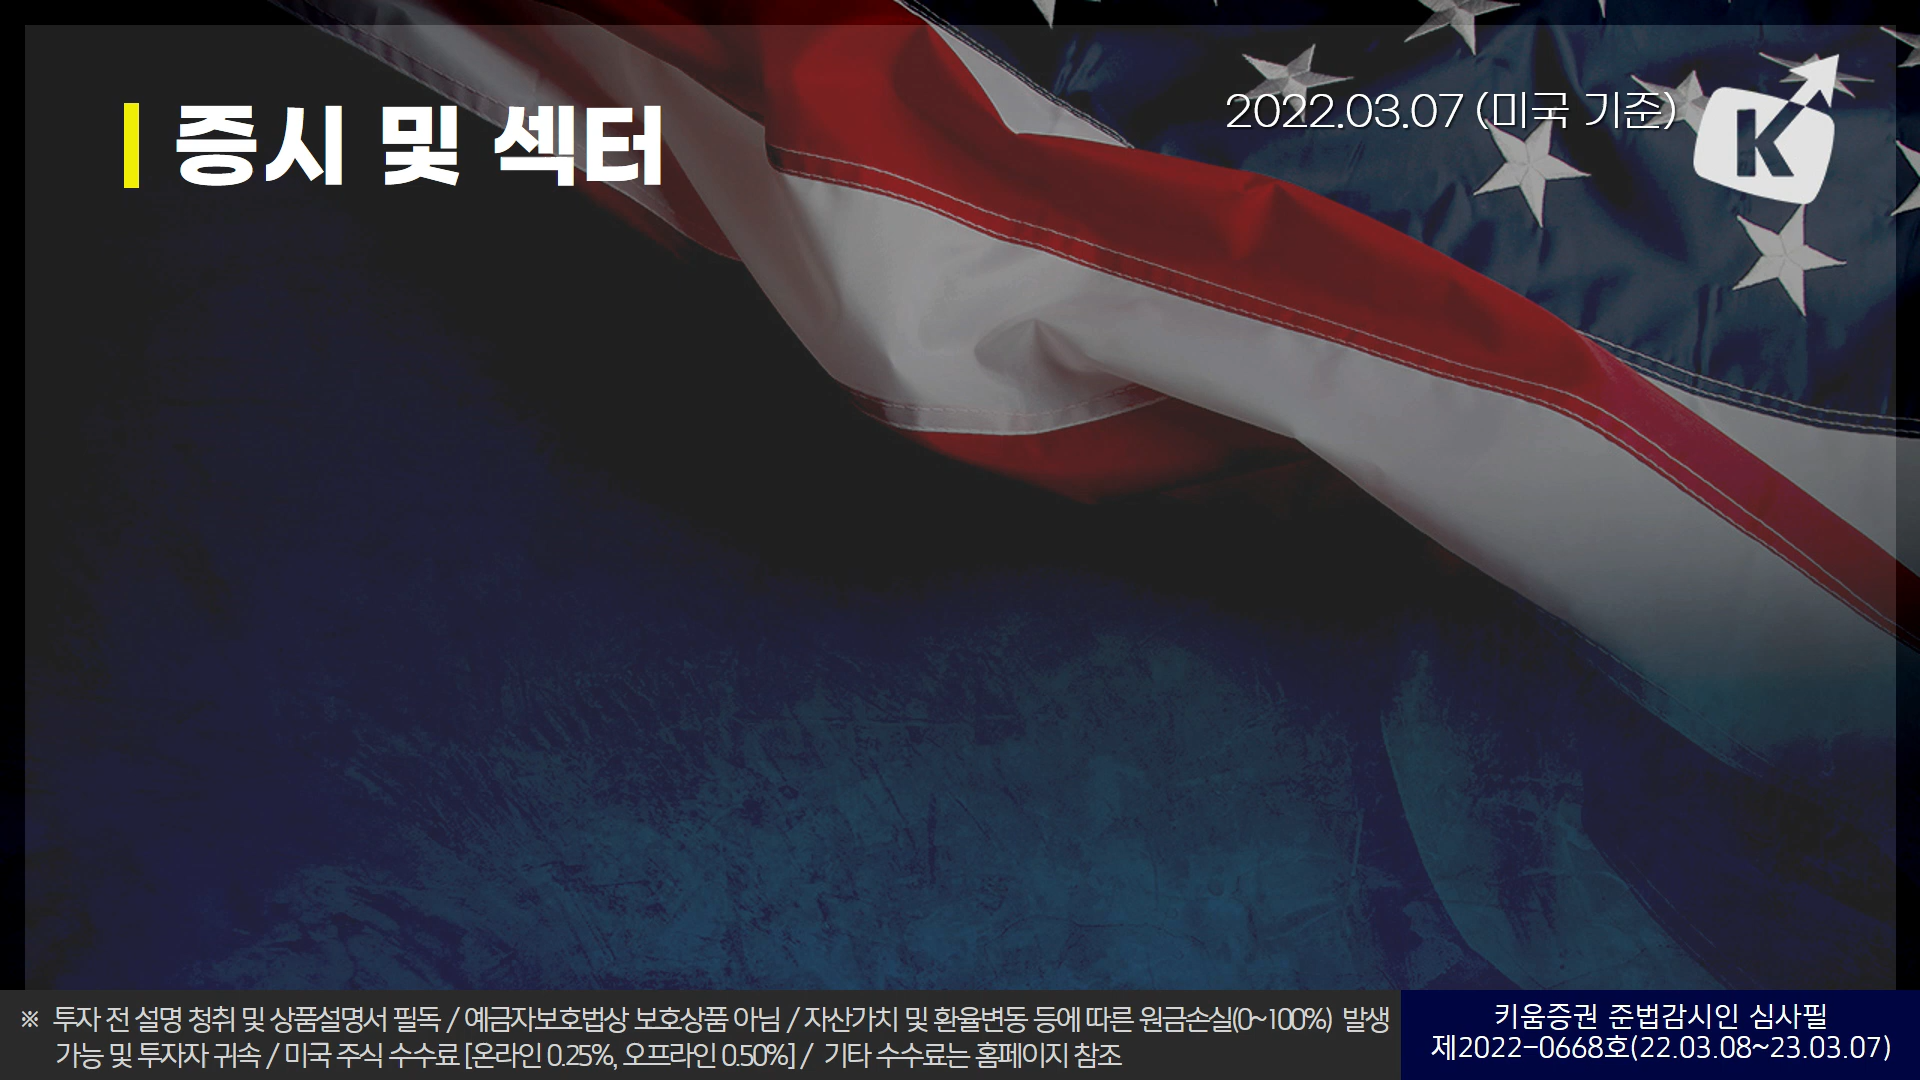 증시 및 섹터
2022.03.07 (미국 기준)
K
※ 투자 전 설명 청취 및 상품설명서 필독 / 예금자보호법상 보호상품 아님 / 자산가치 및 환율변동 등에 따른 원금손실(0~100%) 발생
가능 및 투자자 귀속 / 미국 주식 수수료 [온라인 0.25%, 오프라인 0.50%] / 기타 수수료는 홈페이지 참조
키움증권 준법감시인 심사필
제2022-0668호(22.03.08~23.03.07)